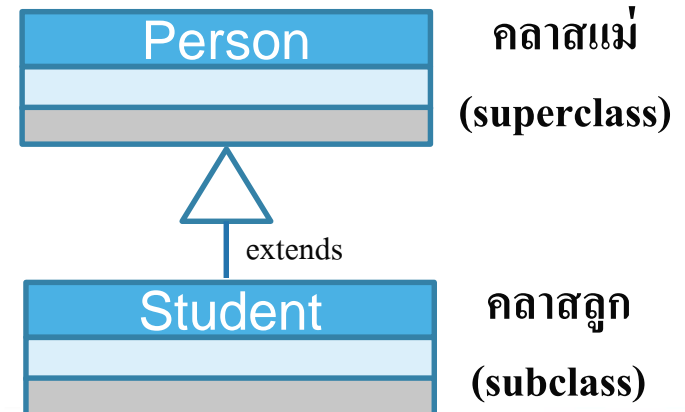 Person
คลาสแม่
(superclass)
extends
Student
คลาสลูก
(subclass)